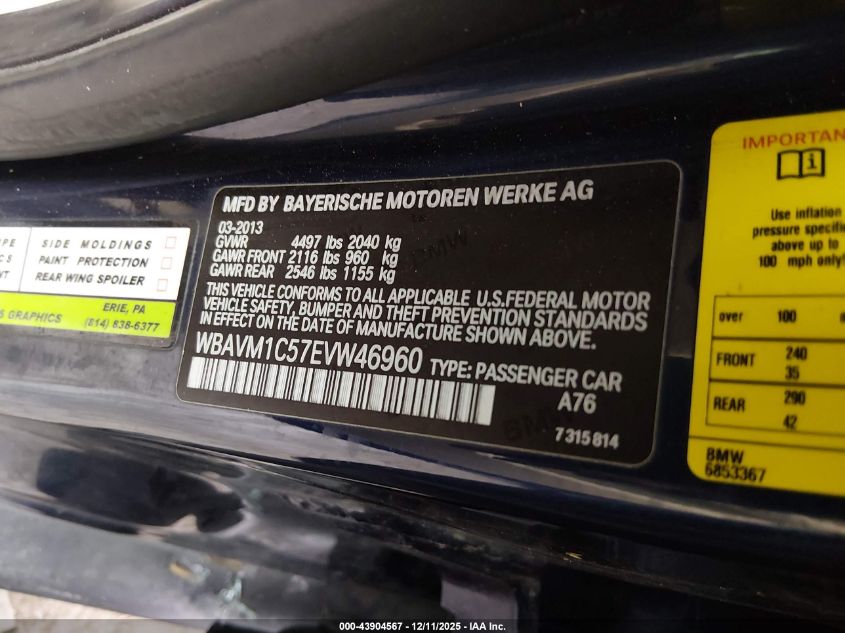 MFD BY BAYERISCHE MOTOREN WERKE AG
03-2013
GVWR 4497 lbs 2040 kg
GAWR FRONT 2116 lbs 960 kg
GAWR REAR 2546 lbs 1155 kg
THIS VEHICLE CONFORMS TO ALL APPLICABLE U.S.FEDERAL MOTOR
VEHICLE SAFETY, BUMPER AND THEFT PREVENTION STANDARDS
IN EFFECT ON THE DATE OF MANUFACTURE SHOWN ABOVE.
WBAVM1C57EVW46960 TYPE: PASSENGER CAR
A76
7315814
BMW
BMW
SIDE MOLDINGS
PAINT PROTECTION
REAR WING SPOILER
GRAPHICS ERIE, PA
(814) 838-6377
IMPORTAN
Use inflation
pressure specifi
above up to
100 mph only!
over 100
FRONT 240
35
REAR 290
42
BMW
6853367
000-43904567 • 12/11/2025 • IAA Inc.